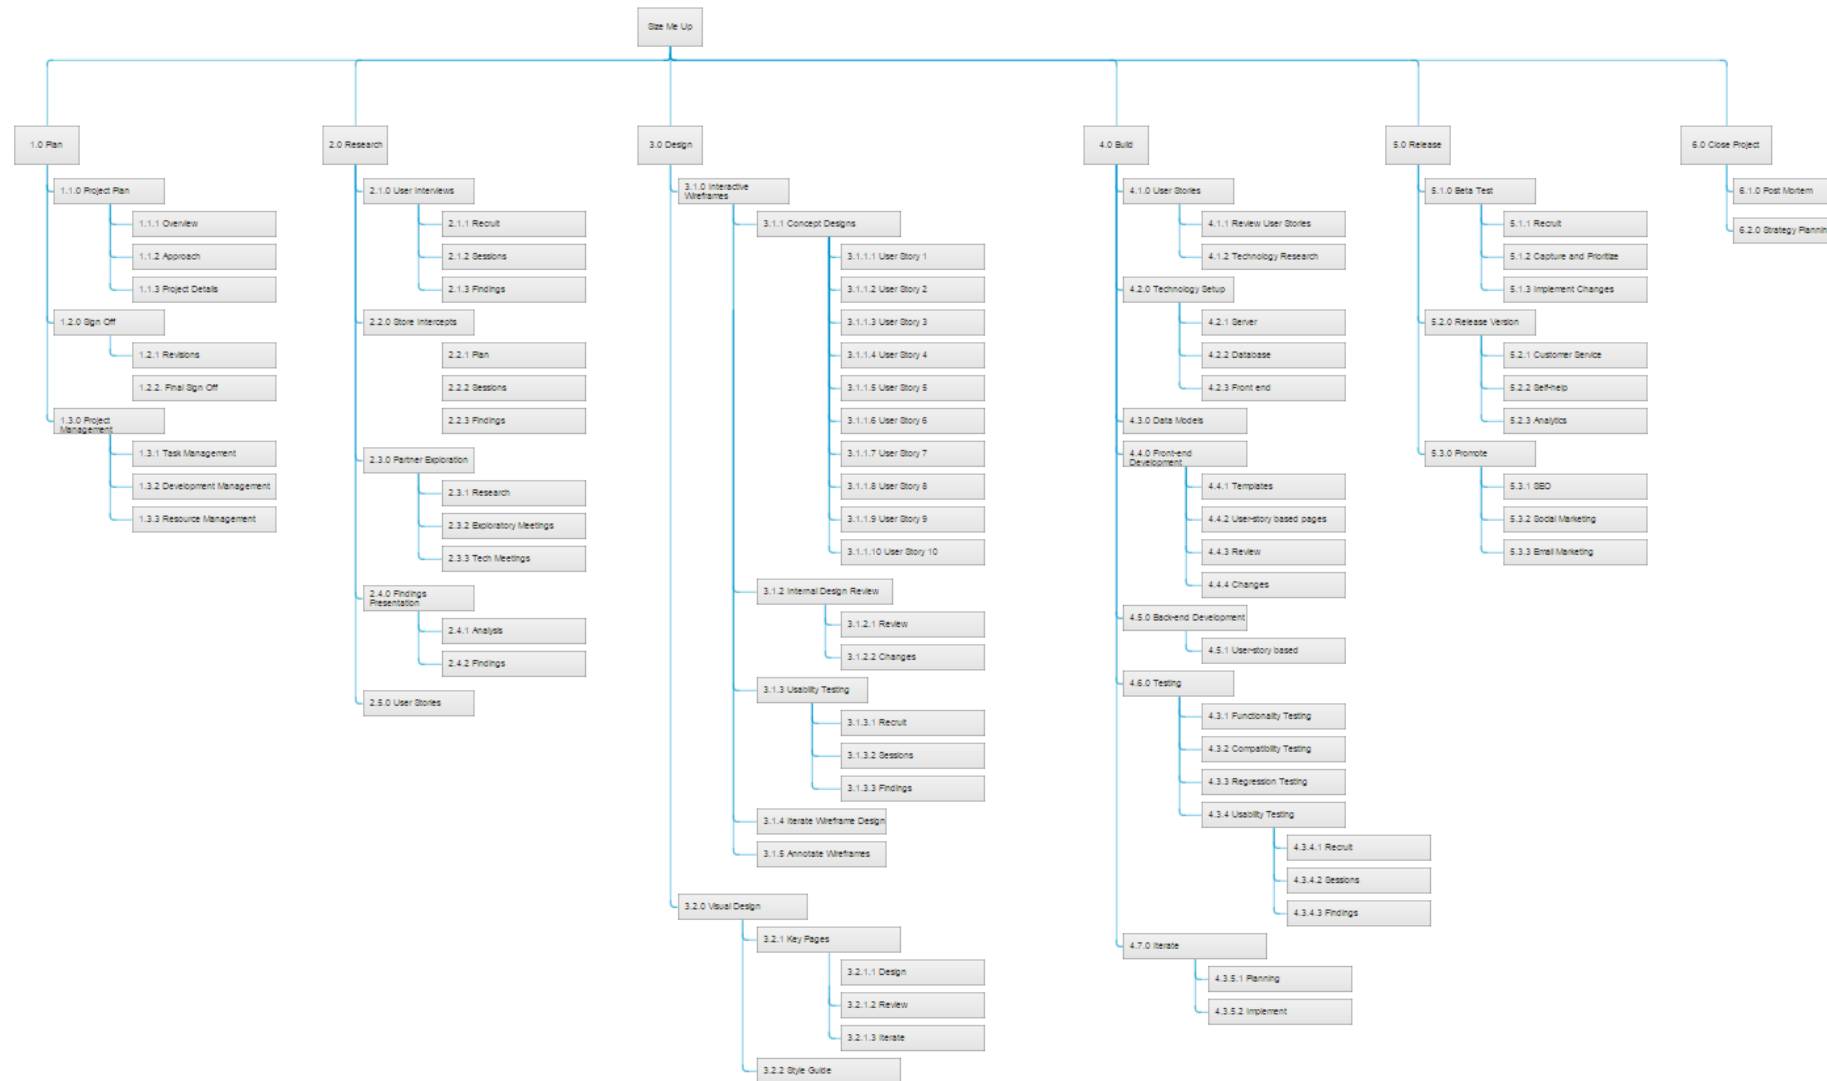 Size Me Up
1.0 Plan
1.1.0 Project Plan
1.1.1 Overview
1.1.2 Approach
1.1.3 Project Details
1.2.0 Sign Off
1.2.1 Revisions
1.2.2. Final Sign Off
1.3.0 Project
Management
1.3.1 Task Management
1.3.2 Development Management
1.3.3 Resource Management
2.0 Research
2.1.0 User Interviews
2.1.1 Recruit
2.1.2 Sessions
2.1.3 Findings
2.2.0 Store Intercepts
2.2.1 Plan
2.2.2 Sessions
2.2.3 Findings
2.3.0 Partner Exploration
2.3.1 Research
2.3.2 Exploratory Meetings
2.3.3 Tech Meetings
2.4.0 Findings
Presentation
2.4.1 Analysis
2.4.2 Findings
2.5.0 User Stories
3.0 Design
3.1.0 Interactive
Wireframes
3.1.1 Concept Designs
3.1.1.1 User Story 1
3.1.1.2 User Story 2
3.1.1.3 User Story 3
3.1.1.4 User Story 4
3.1.1.5 User Story 5
3.1.1.6 User Story 6
3.1.1.7 User Story 7
3.1.1.8 User Story 8
3.1.1.9 User Story 9
3.1.1.10 User Story 10
3.1.2 Internal Design Review
3.1.2.1 Review
3.1.2.2 Changes
3.1.3 Usability Testing
3.1.3.1 Recruit
3.1.3.2 Sessions
3.1.3.3 Findings
3.1.4 Iterate Wireframe Design
3.1.5 Annotate Wireframes
3.2.0 Visual Design
3.2.1 Key Pages
3.2.1.1 Design
3.2.1.2 Review
3.2.1.3 Iterate
3.2.2 Style Guide
4.0 Build
4.1.0 User Stories
4.1.1 Review User Stories
4.1.2 Technology Research
4.2.0 Technology Setup
4.2.1 Server
4.2.2 Database
4.2.3 Front end
4.3.0 Data Models
4.4.0 Front-end
Development
4.4.1 Templates
4.4.2 User-story based pages
4.4.3 Review
4.4.4 Changes
4.5.0 Back-end Development
4.5.1 User-story based
4.6.0 Testing
4.3.1 Functionality Testing
4.3.2 Compatibility Testing
4.3.3 Regression Testing
4.3.4 Usability Testing
4.3.4.1 Recruit
4.3.4.2 Sessions
4.3.4.3 Findings
4.7.0 Iterate
4.3.5.1 Planning
4.3.5.2 Implement
5.0 Release
5.1.0 Beta Test
5.1.1 Recruit
5.1.2 Capture and Prioritize
5.1.3 Implement Changes
5.2.0 Release Version
5.2.1 Customer Service
5.2.2 Self-help
5.2.3 Analytics
5.3.0 Promote
5.3.1 SEO
5.3.2 Social Marketing
5.3.3 Email Marketing
6.0 Close Project
6.1.0 Post Mortem
6.2.0 Strategy Plannin